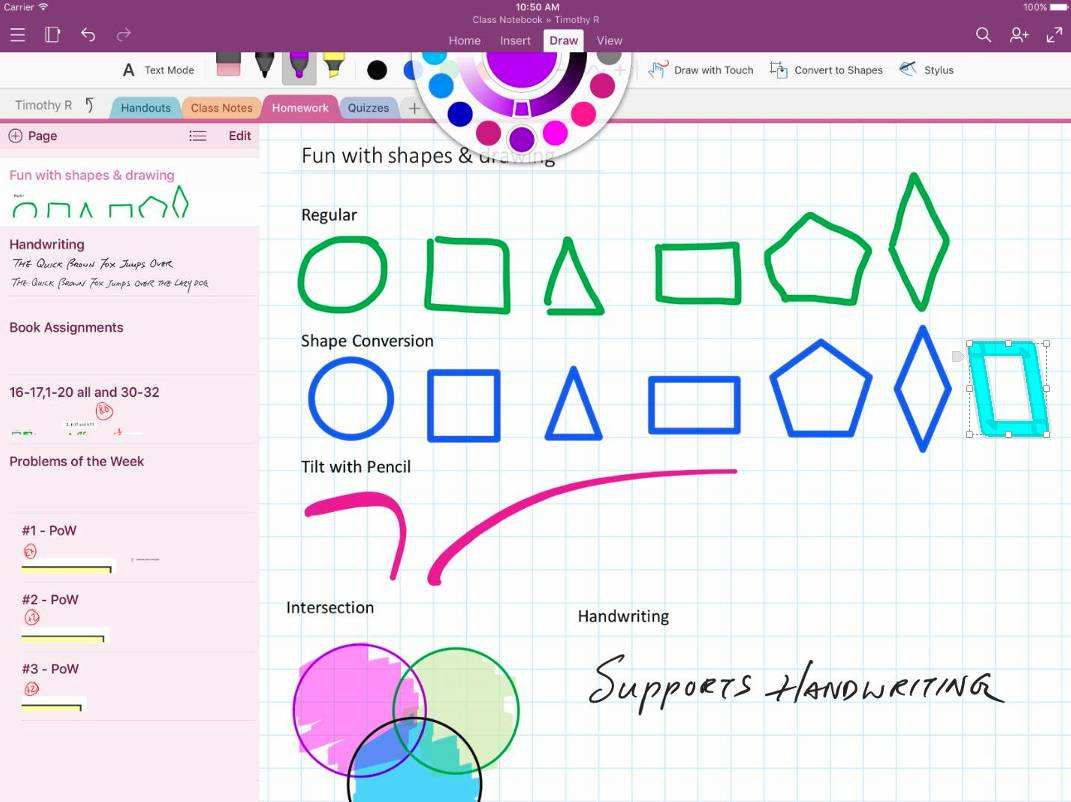 Carrier 10:50 AM 100%
Class Notebook » Timothy R
Home Insert Draw View
A Text Mode Draw with Touch Convert to Shapes Stylus
Timothy R Handouts Class Notes Homework Quizzes +
Page Edit
Fun with shapes & drawing
Handwriting
THE QUICK BROWN FOX JUMPS OVER
THE QUICK BROWN FOX JUMPS OVER THE LAZY DOG
Book Assignments
16-17,1-20 all and 30-32
Problems of the Week
#1 - PoW
#2 - PoW
#3 - PoW
Fun with shapes & drawing
Regular
Shape Conversion
Tilt with Pencil
Intersection
Handwriting
SUPPORTS HANDWRITING